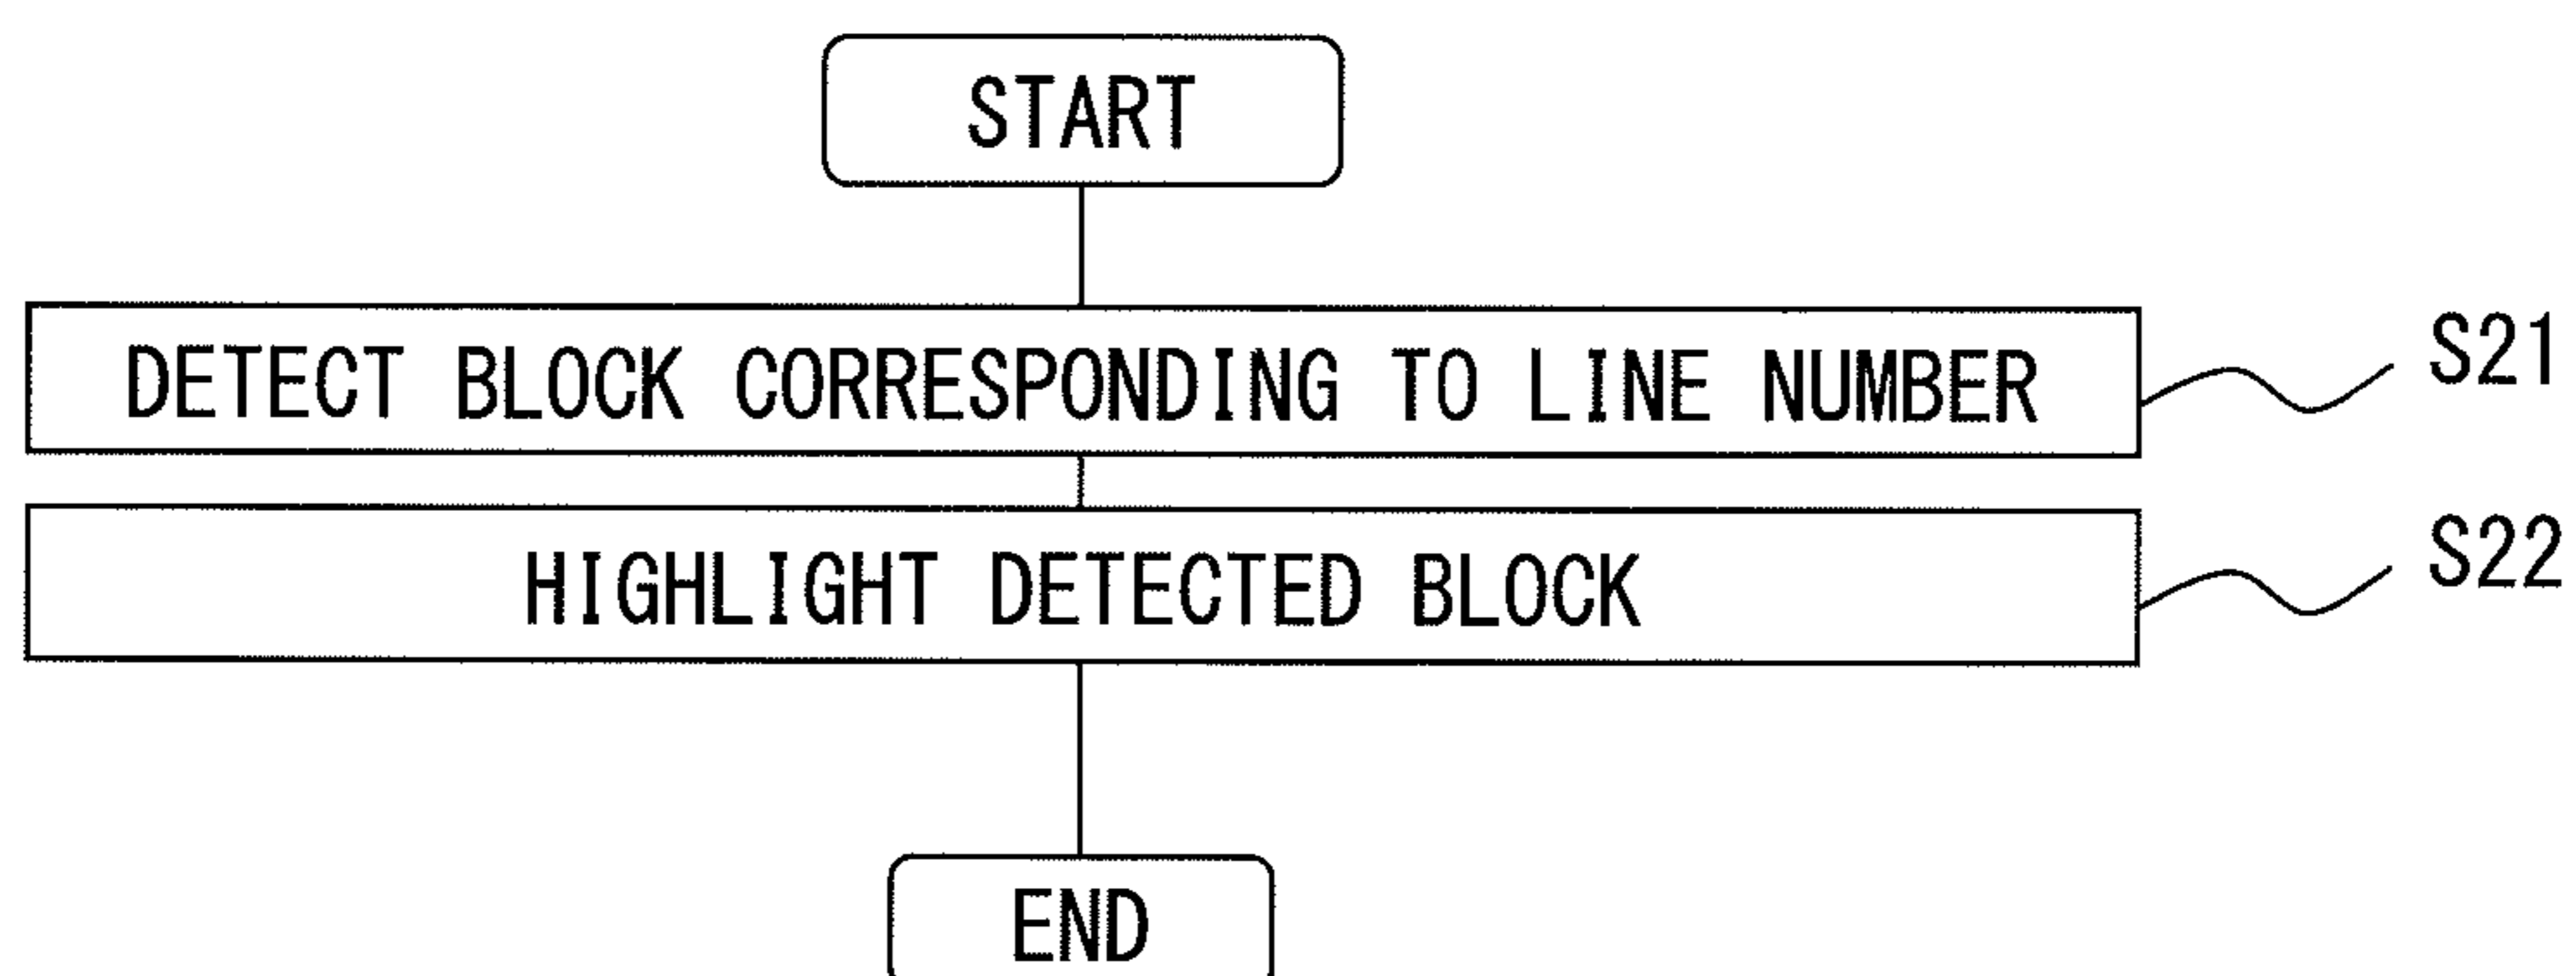 START
DETECT BLOCK CORRESPONDING TO LINE NUMBER
S21
HIGHLIGHT DETECTED BLOCK
S22
END